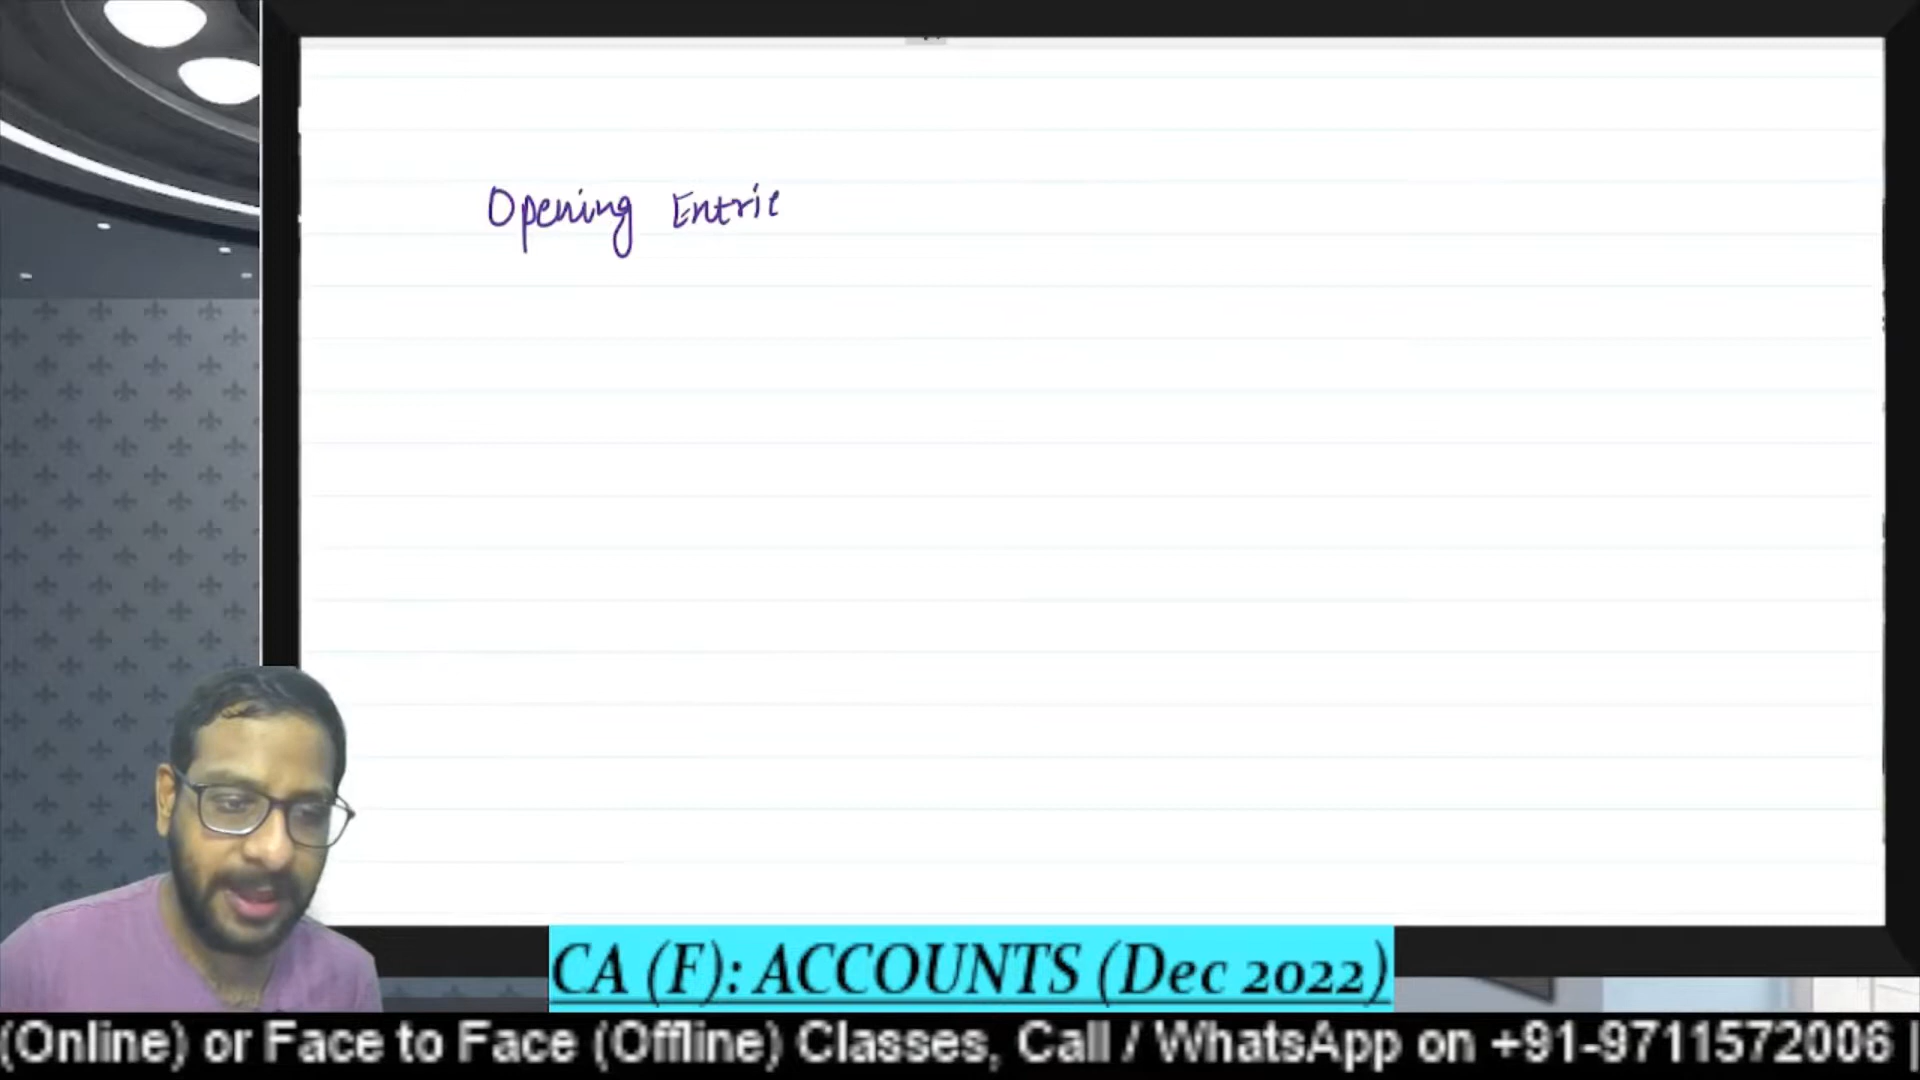 Opening Entrie
CA (F): ACCOUNTS (Dec 2022)
(Online) or Face to Face (Offline) Classes, Call / WhatsApp on +91-9711572006 |